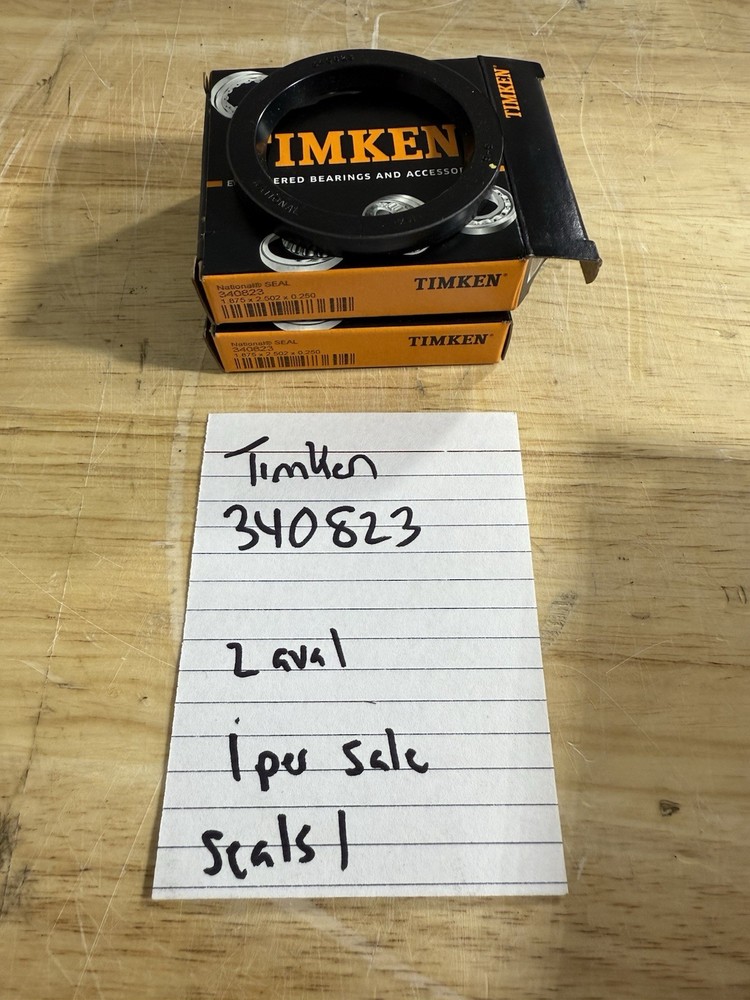 TIMKEN
TIMKEN
ERED BEARINGS AND ACCESSO
National® SEAL
340823
1.875 x 2.502 x 0.250
TIMKEN
National® SEAL
340823
1.875 x 2.502 x 0.250
TIMKEN
Timken
340823
2 aval
1 per sale
seals 1